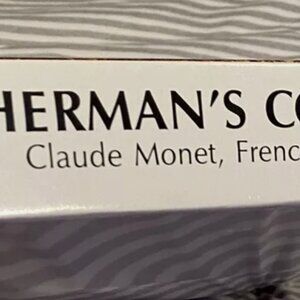 HERMAN'S CO
Claude Monet, Frenc